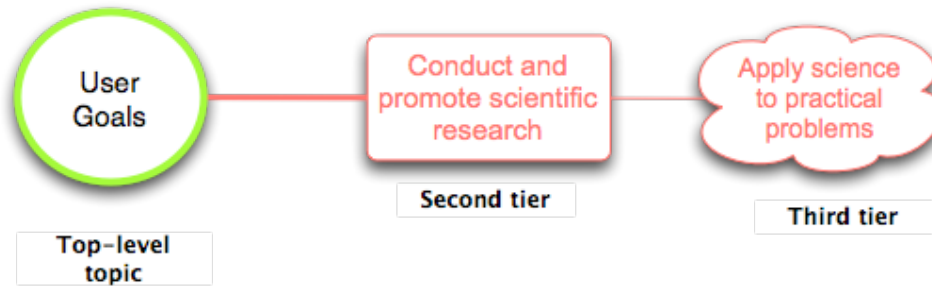 User
Goals
Conduct and
promote scientific
research
Apply science
to practical
problems
Second tier
Third tier
Top-level
topic